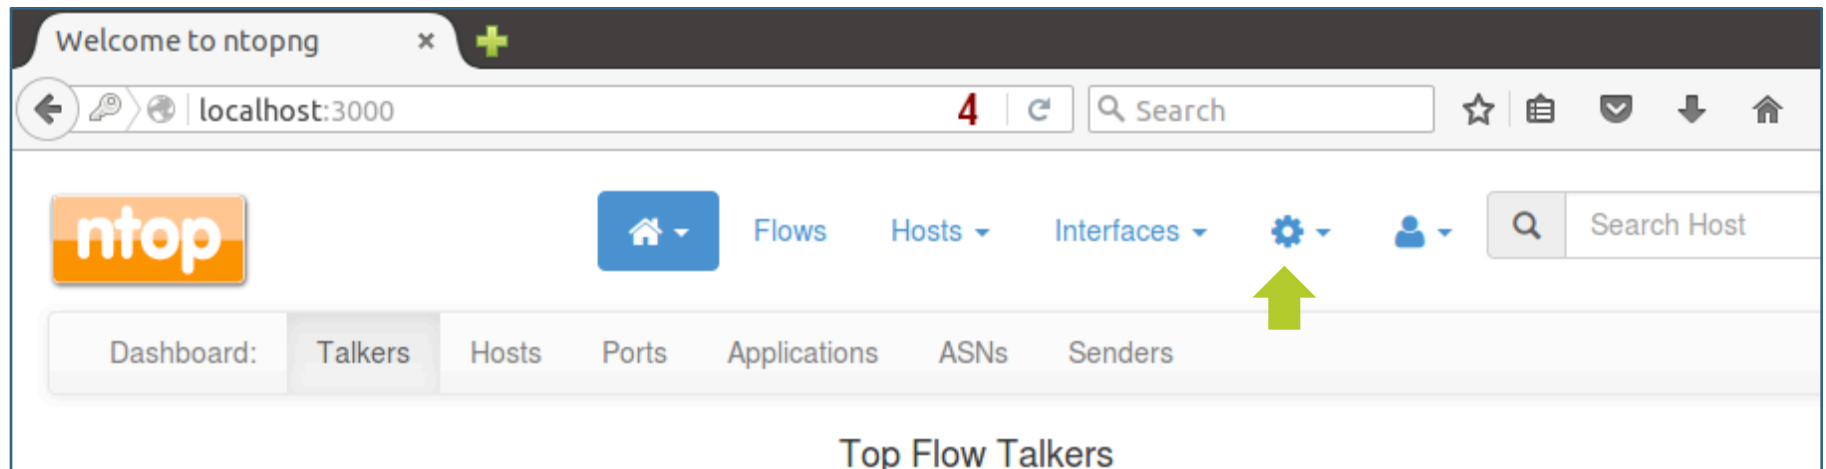 Welcome to ntopng
localhost:3000 4 Search
ntop Flows Hosts Interfaces Search Host
Dashboard: Talkers Hosts Ports Applications ASNs Senders
Top Flow Talkers